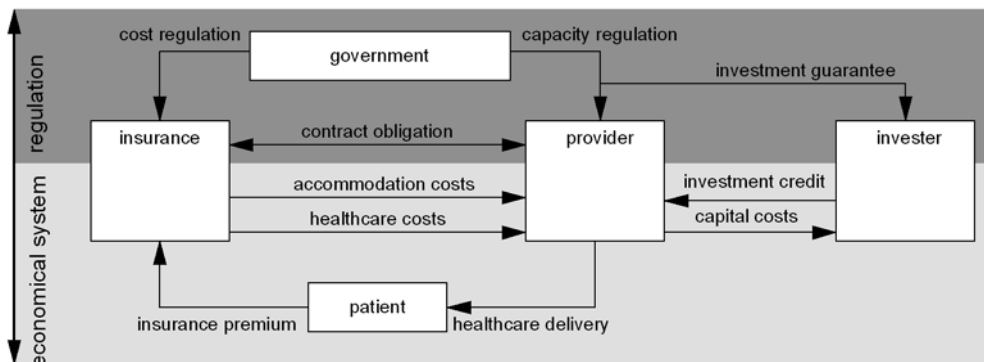 cost regulation
capacity regulation
government
investment guarantee
regulation
insurance
contract obligation
provider
invester
accommodation costs
investment credit
healthcare costs
capital costs
economical system
patient
insurance premium
healthcare delivery